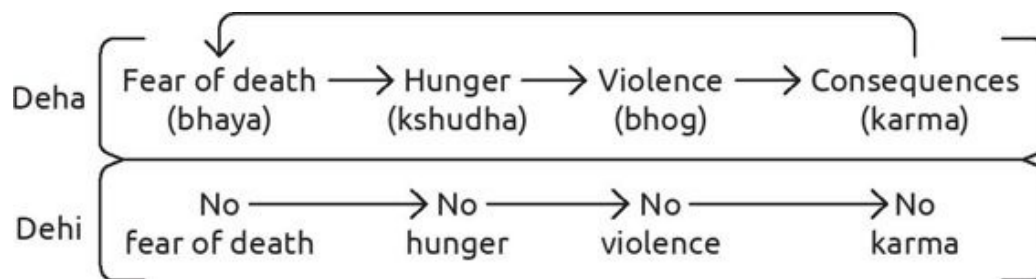 Deha
Fear of death Hunger Violence Consequences
(bhaya) (kshudha) (bhog) (karma)
Dehi
No No No No
fear of death hunger violence karma